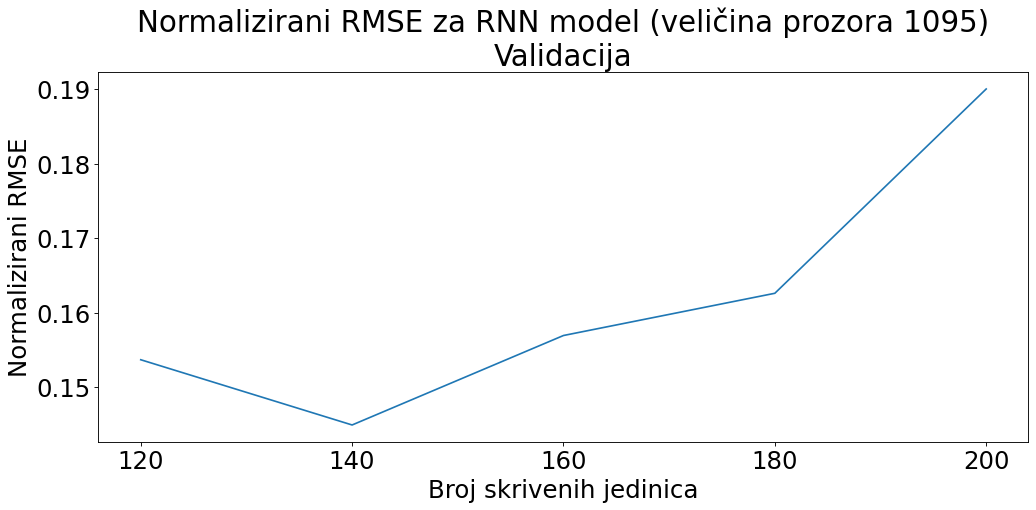 Normalizirani RMSE za RNN model (veličina prozora 1095)
Validacija
Normalizirani RMSE
0.19
0.18
0.17
0.16
0.15
120 140 160 180 200
Broj skrivenih jedinica